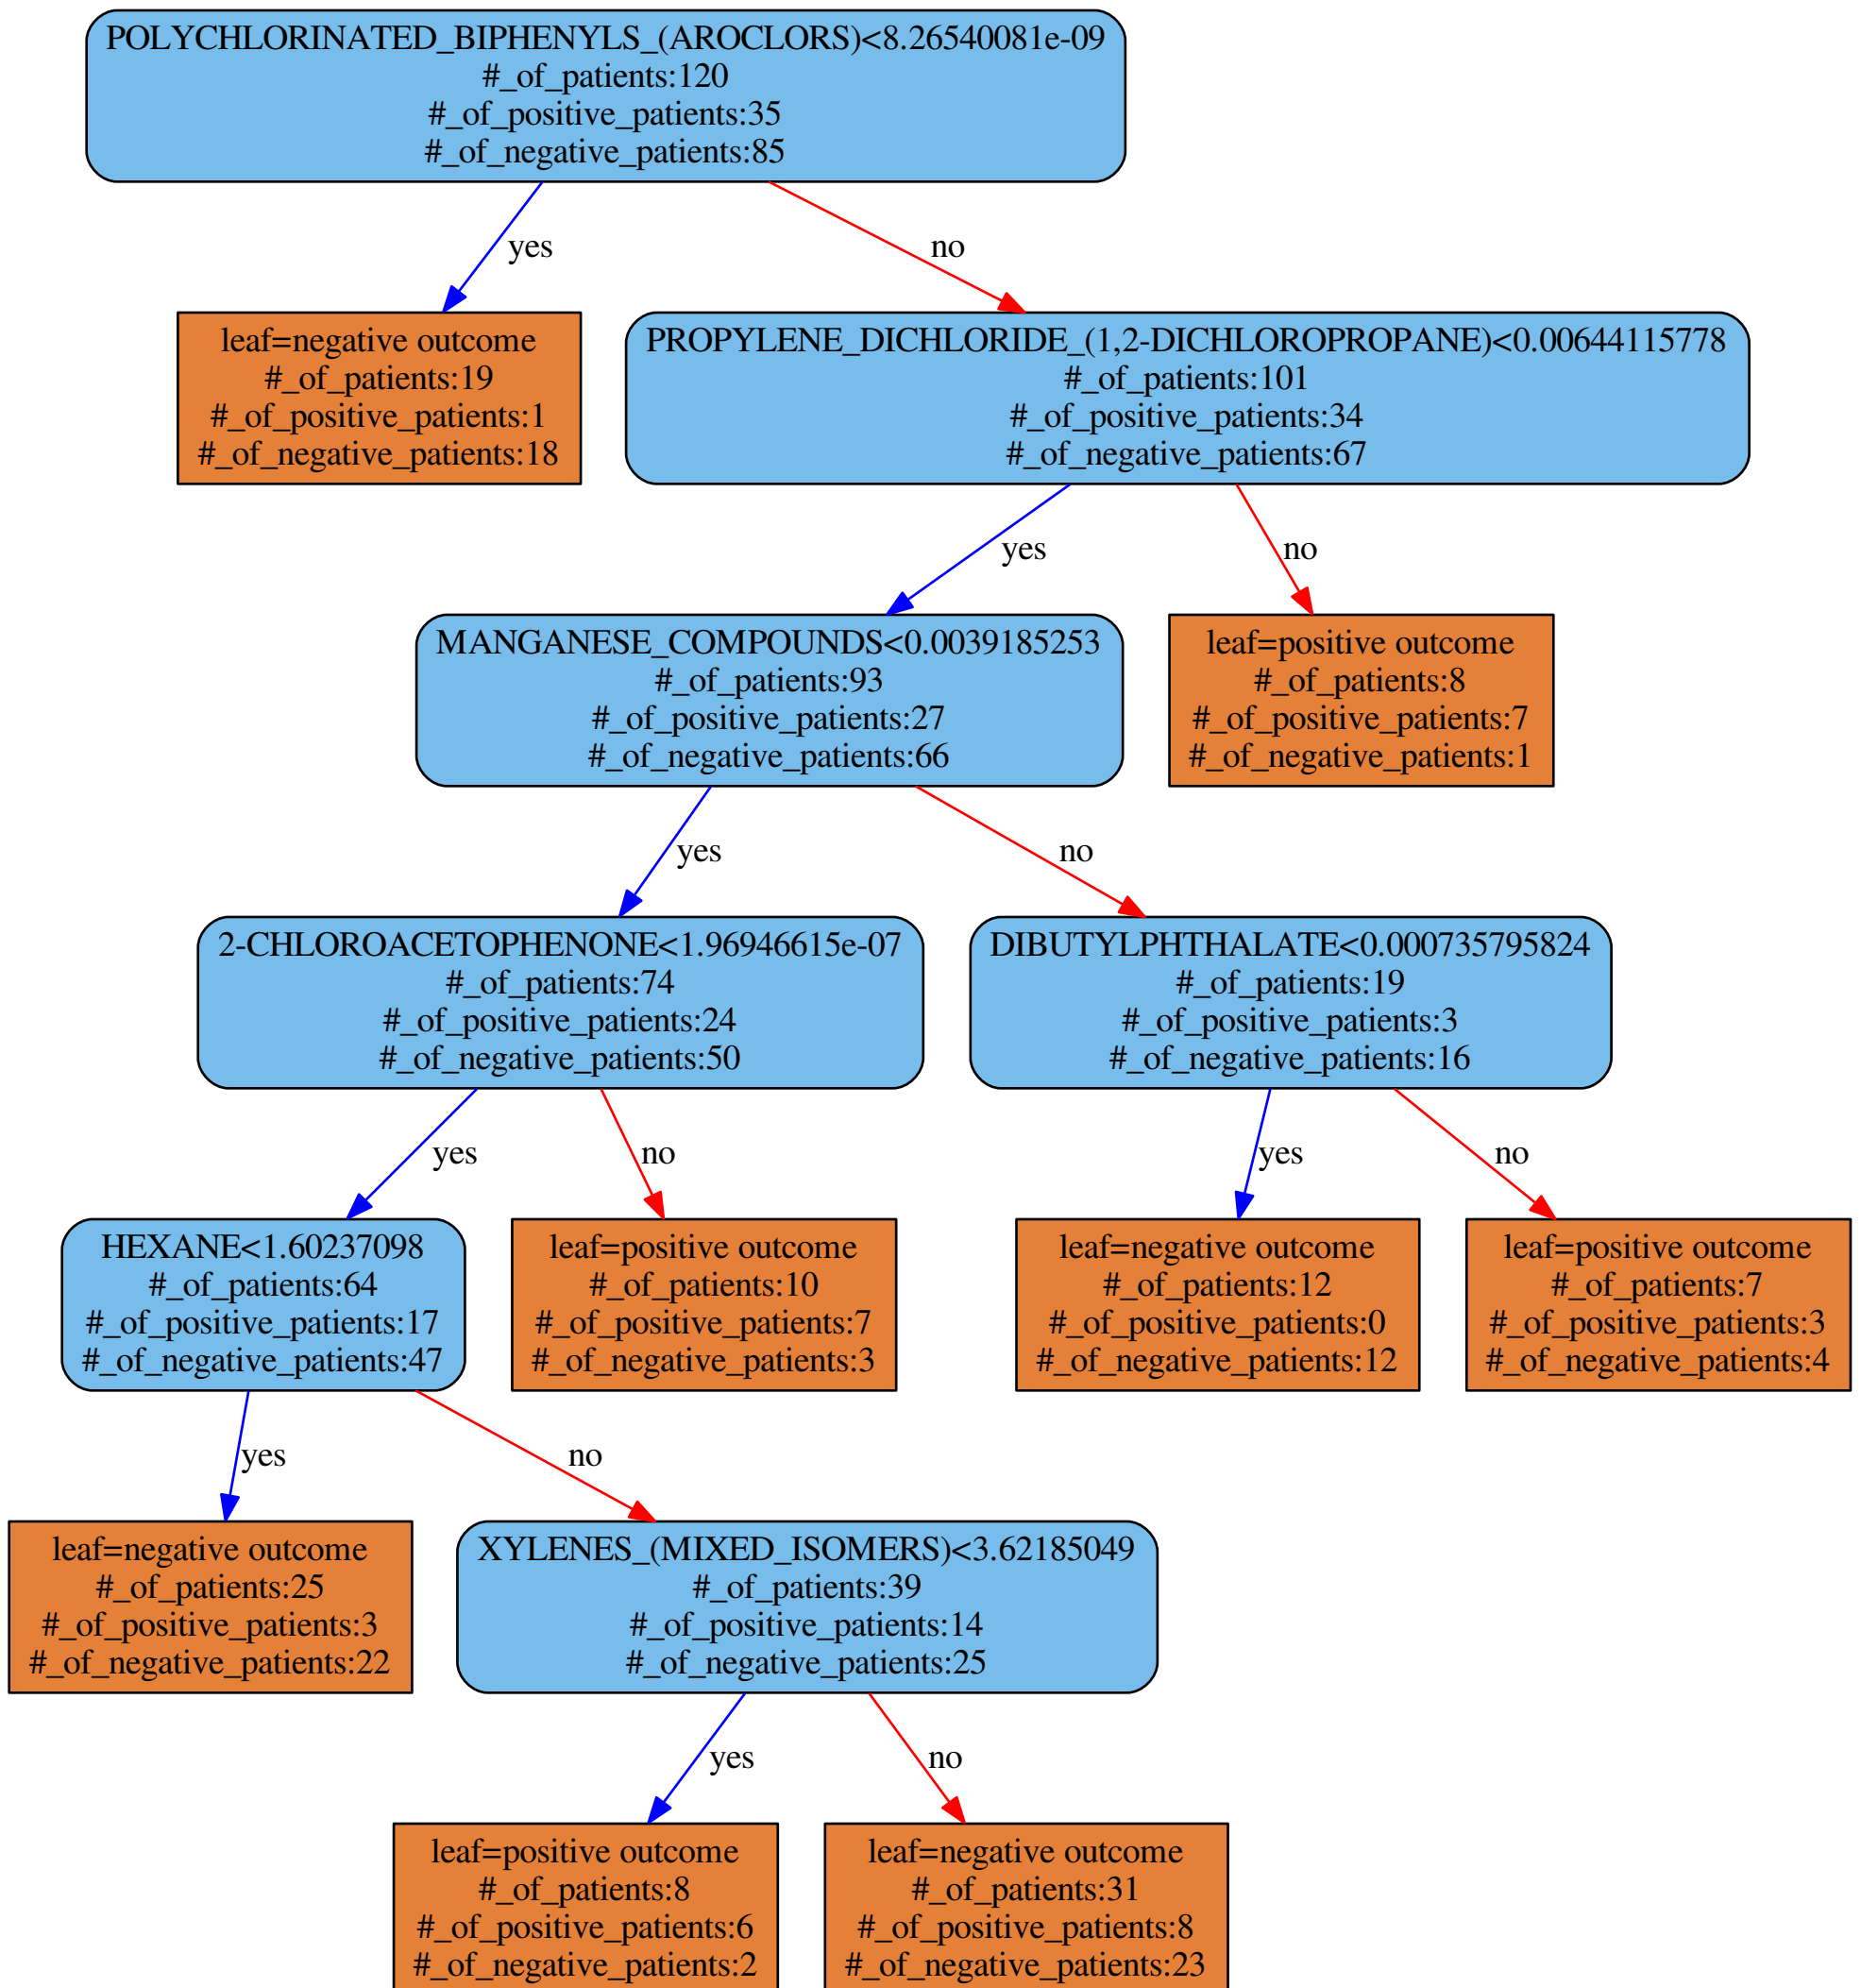 POLYCHLORINATED_BIPHENYLS_(AROCLORS)<8.26540081e-09
#_of_patients:120
#_of_positive_patients:35
#_of_negative_patients:85
yes
no
leaf=negative outcome
#_of_patients:19
#_of_positive_patients:1
#_of_negative_patients:18
PROPYLENE_DICHLORIDE_(1,2-DICHLOROPROPANE)<0.00644115778
#_of_patients:101
#_of_positive_patients:34
#_of_negative_patients:67
yes
no
MANGANESE_COMPOUNDS<0.0039185253
#_of_patients:93
#_of_positive_patients:27
#_of_negative_patients:66
leaf=positive outcome
#_of_patients:8
#_of_positive_patients:7
#_of_negative_patients:1
yes
no
2-CHLOROACETOPHENONE<1.96946615e-07
#_of_patients:74
#_of_positive_patients:24
#_of_negative_patients:50
DIBUTYLPHTHALATE<0.000735795824
#_of_patients:19
#_of_positive_patients:3
#_of_negative_patients:16
yes
no
yes
no
HEXANE<1.60237098
#_of_patients:64
#_of_positive_patients:17
#_of_negative_patients:47
leaf=positive outcome
#_of_patients:10
#_of_positive_patients:7
#_of_negative_patients:3
leaf=negative outcome
#_of_patients:12
#_of_positive_patients:0
#_of_negative_patients:12
leaf=positive outcome
#_of_patients:7
#_of_positive_patients:3
#_of_negative_patients:4
yes
no
leaf=negative outcome
#_of_patients:25
#_of_positive_patients:3
#_of_negative_patients:22
XYLENES_(MIXED_ISOMERS)<3.62185049
#_of_patients:39
#_of_positive_patients:14
#_of_negative_patients:25
yes
no
leaf=positive outcome
#_of_patients:8
#_of_positive_patients:6
#_of_negative_patients:2
leaf=negative outcome
#_of_patients:31
#_of_positive_patients:8
#_of_negative_patients:23